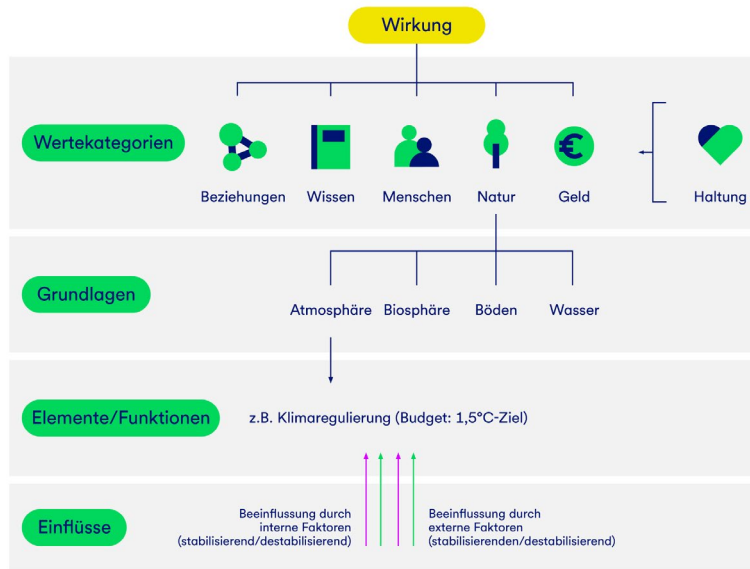 Wirkung
Wertekategorien
Beziehungen
Wissen
Menschen
Natur
Geld
Haltung
Grundlagen
Atmosphäre
Biosphäre
Böden
Wasser
Elemente/Funktionen
z.B. Klimaregulierung (Budget: 1,5°C-Ziel)
Einflüsse
Beeinflussung durch
interne Faktoren
(stabilisierend/destabilisierend)
Beeinflussung durch
externe Faktoren
(stabilisierenden/destabilisierend)